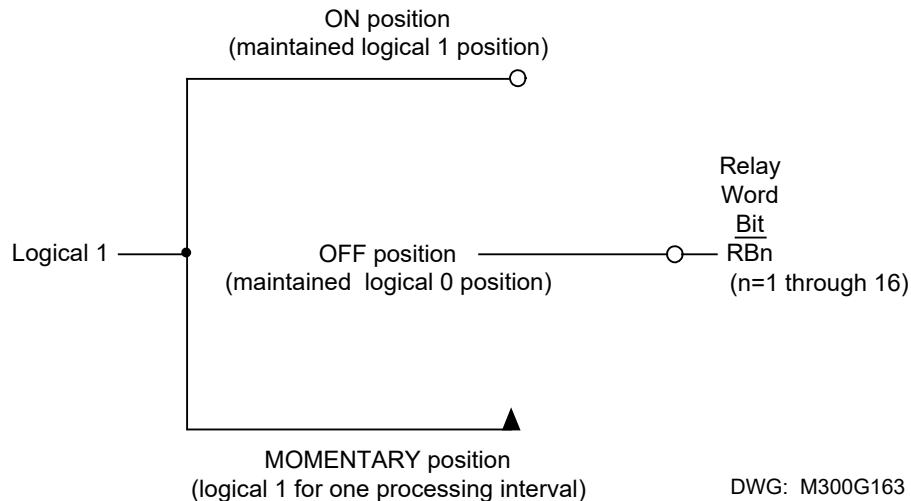 ON position
(maintained logical 1 position)
Relay
Word
Bit
Logical 1
OFF position
RBn
(maintained logical 0 position)
(n=1 through 16)
MOMENTARY position
(logical 1 for one processing interval)
DWG: M300G163